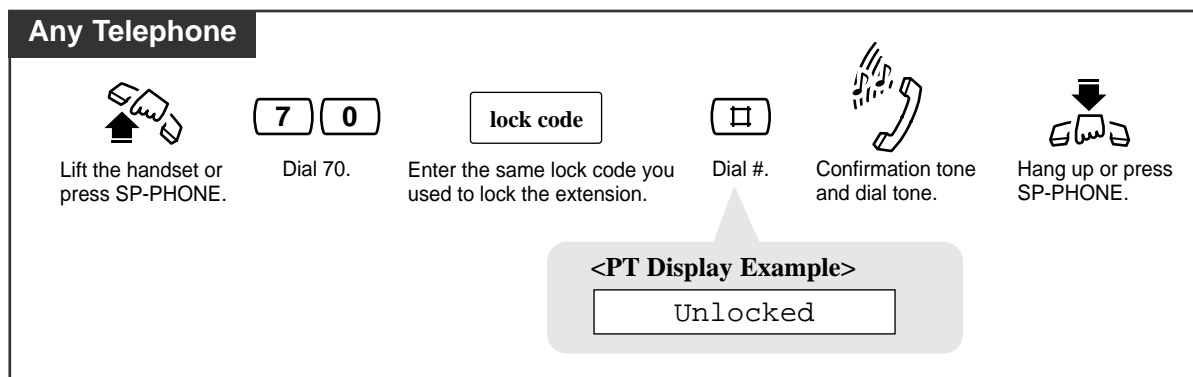 Any Telephone
7 0
lock code
#
Lift the handset or
press SP-PHONE.
Dial 70.
Enter the same lock code you
used to lock the extension.
Dial #.
Confirmation tone
and dial tone.
Hang up or press
SP-PHONE.
<PT Display Example>
Unlocked